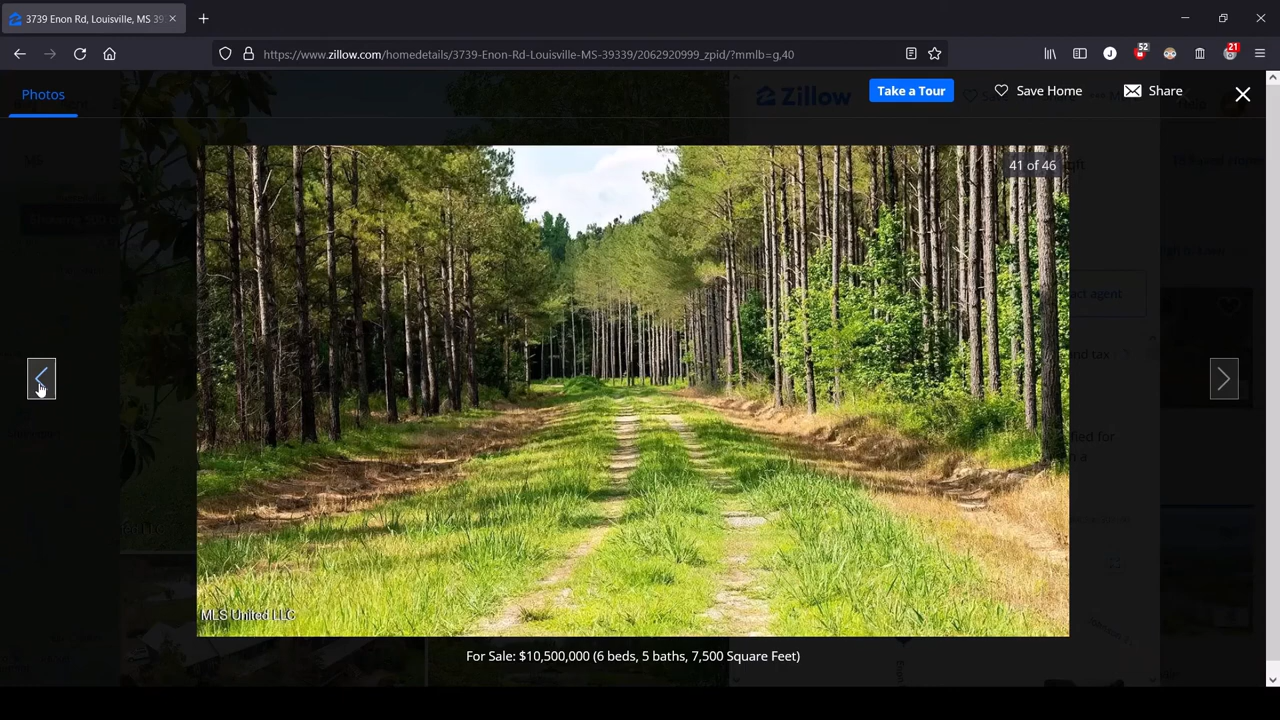 3739 Enon Rd, Louisville, MS 39
https://www.zillow.com/homedetails/3739-Enon-Rd-Louisville-MS-39339/2062920999_zpid/?mmlb=g,40
52
21
Photos
Zillow
Take a Tour
Save Home
Share
41 of 46
MLS United LLC
For Sale: $10,500,000 (6 beds, 5 baths, 7,500 Square Feet)